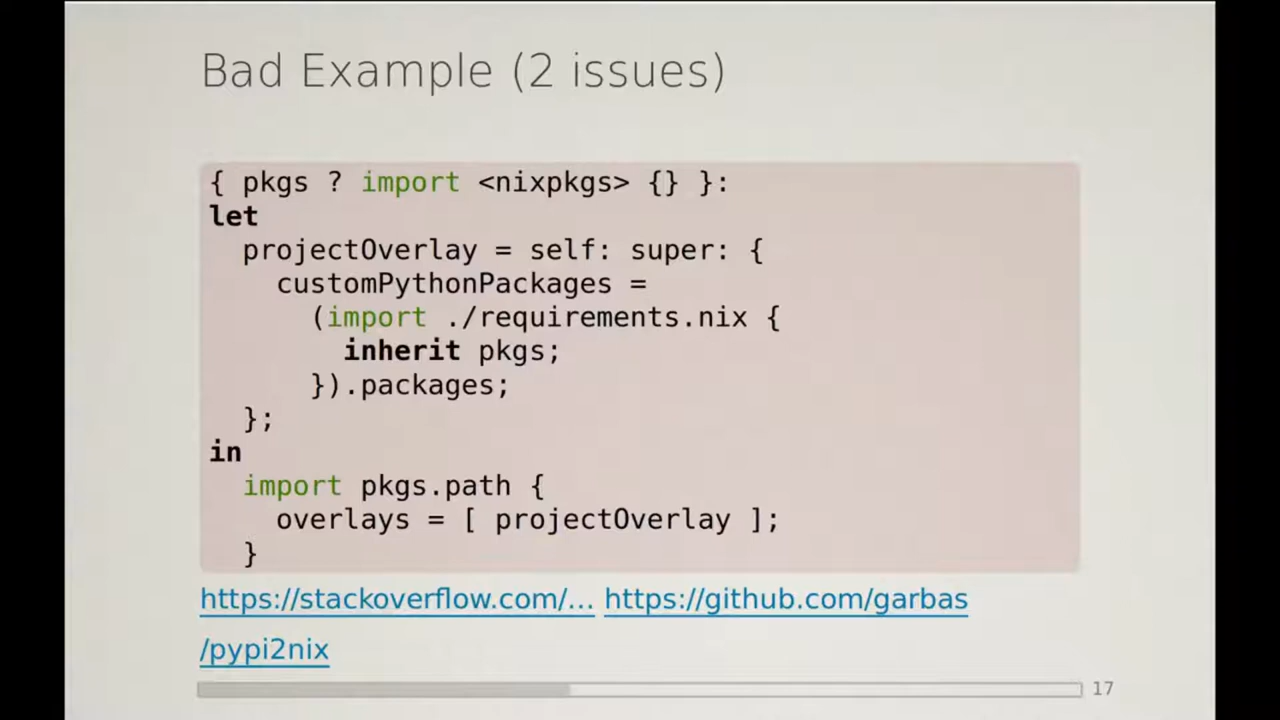 Bad Example (2 issues)
{ pkgs ? import <nixpkgs> {} }:
let
  projectOverlay = self: super: {
    customPythonPackages =
      (import ./requirements.nix {
        inherit pkgs;
      }).packages;
  };
in
  import pkgs.path {
    overlays = [ projectOverlay ];
  }
https://stackoverflow.com/... https://github.com/garbas
/pypi2nix
17